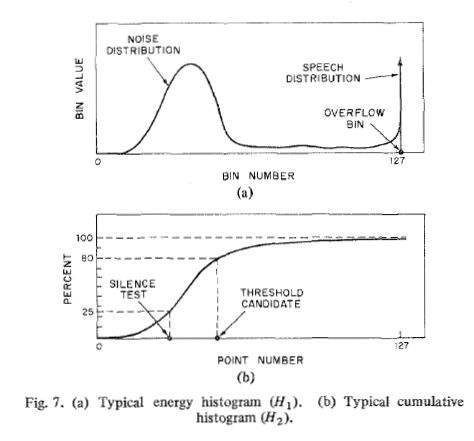 NOISE
DISTRIBUTION
SPEECH
DISTRIBUTION
OVERFLOW
BIN
BIN VALUE
0
127
BIN NUMBER
(a)
100
80
25
PERCENT
SILENCE
TEST
THRESHOLD
CANDIDATE
0
127
POINT NUMBER
(b)
Fig. 7. (a) Typical energy histogram (H1). (b) Typical cumulative
histogram (H2).